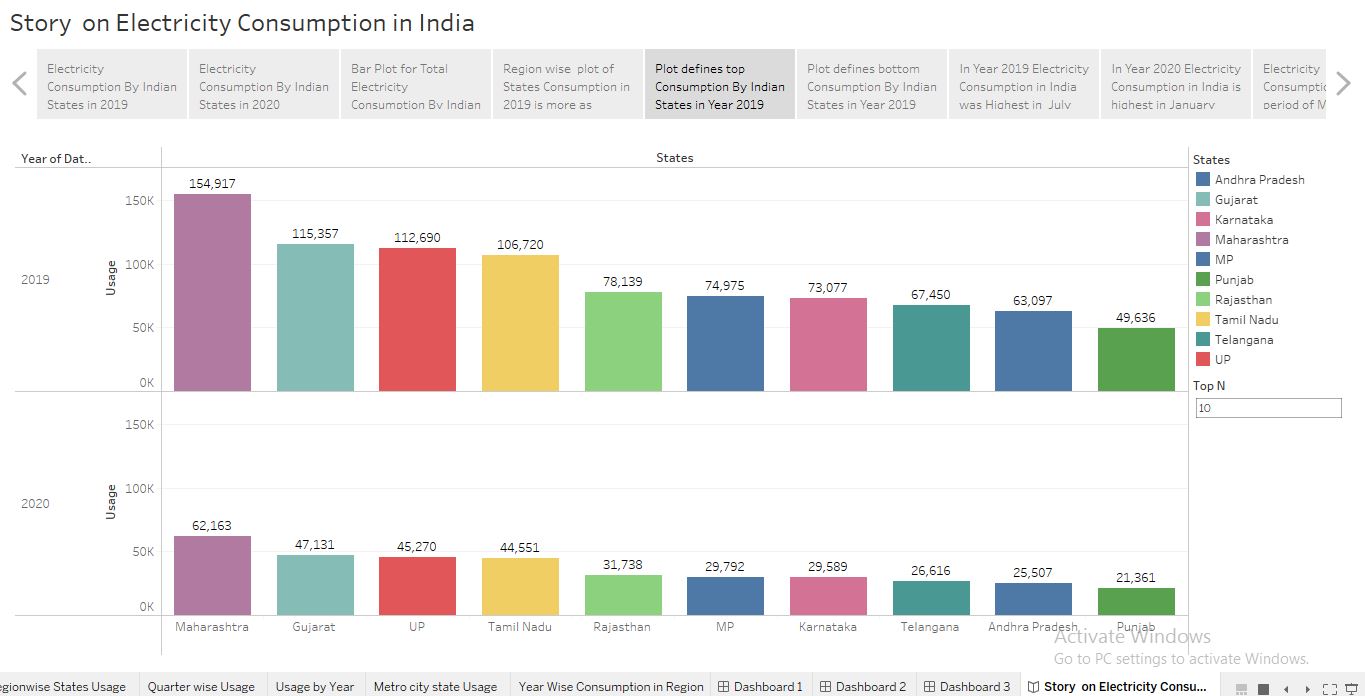 Story on Electricity Consumption in India
Electricity
Consumption By Indian
States in 2019
Electricity
Consumption By Indian
States in 2020
Bar Plot for Total
Electricity
Consumption By Indian
Region wise plot of
States Consumption in
2019 is more as
Plot defines top
Consumption By Indian
States in Year 2019
Plot defines bottom
Consumption By Indian
States in Year 2019
In Year 2019 Electricity
Consumption in India
was Highest in July
In Year 2020 Electricity
Consumption in India is
highest in January
Electricity
Consumptic
period of M
Year of Dat..
States
2019
Usage
150K
100K
50K
0K
154,917
115,357
112,690
106,720
78,139
74,975
73,077
67,450
63,097
49,636
2020
Usage
150K
100K
50K
0K
62,163
47,131
45,270
44,551
31,738
29,792
29,589
26,616
25,507
21,361
Maharashtra
Gujarat
UP
Tamil Nadu
Rajasthan
MP
Karnataka
Telangana
Andhra Pradesh
Punjab
States
Andhra Pradesh
Gujarat
Karnataka
Maharashtra
MP
Punjab
Rajasthan
Tamil Nadu
Telangana
UP
Top N
10
Activate Windows
Go to PC settings to activate Windows.
egionwise States Usage
Quarter wise Usage
Usage by Year
Metro city state Usage
Year Wise Consumption in Region
Dashboard 1
Dashboard 2
Dashboard 3
Story on Electricity Consu...